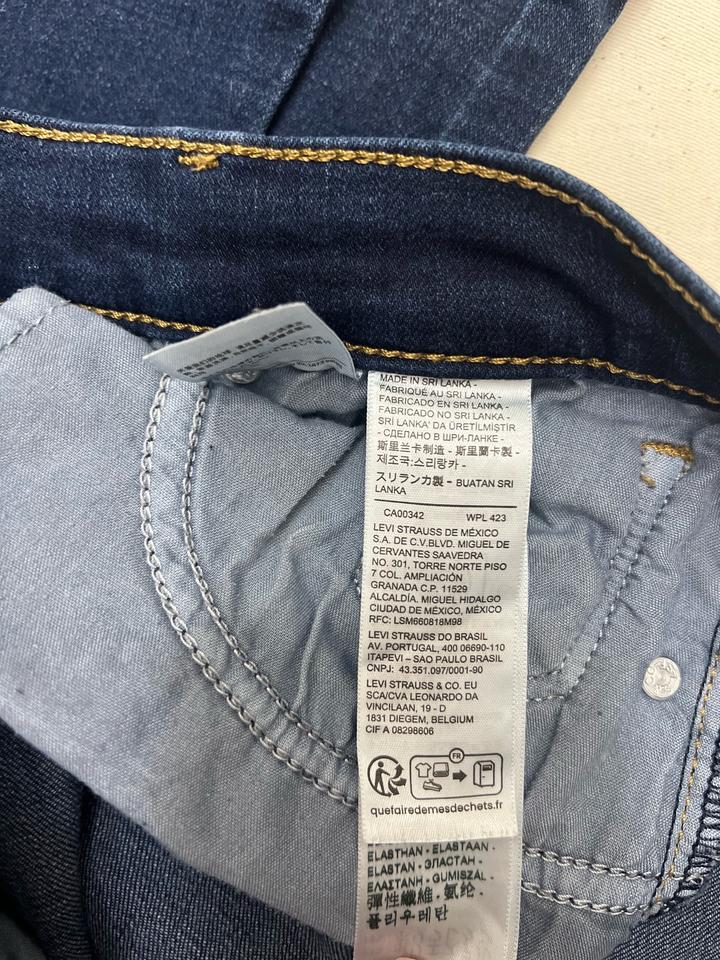 MADE IN SRI LANKA -
FABRIQUÉ AU SRI LANKA -
FABRICADO EN SRI LANKA -
FABRICADO NO SRI LANKA -
SRİ LANKA' DA ÜRETİLMİŞTİR
- СДЕЛАНО В ШРИ-ЛАНКЕ -
斯里兰卡制造 - 斯里蘭卡製 -
제조국:스리랑카 -
スリランカ製 - BUATAN SRI
LANKA
CA00342 WPL 423
LEVI STRAUSS DE MÉXICO
S.A. DE C.V.BLVD. MIGUEL DE
CERVANTES SAAVEDRA
NO. 301, TORRE NORTE PISO
7 COL. AMPLIACIÓN
GRANADA C.P. 11529
ALCALDÍA. MIGUEL HIDALGO
CIUDAD DE MÉXICO, MÉXICO
RFC: LSM660818M98
LEVI STRAUSS DO BRASIL
AV. PORTUGAL, 400 06690-110
ITAPEVI – SAO PAULO BRASIL
CNPJ: 43.351.097/0001-90
LEVI STRAUSS & CO. EU
SCA/CVA LEONARDO DA
VINCILAAN, 19 - D
1831 DIEGEM, BELGIUM
CIF A 08298606
FR
quefairedemesdechets.fr
ELASTHAN - ELASTAAN -
ELASTAN - ЭЛАСТАН -
ΕΛΑΣΤΑΝΗ - GUMISZÁL -
彈性纖維 - 氨纶 -
폴리우레탄